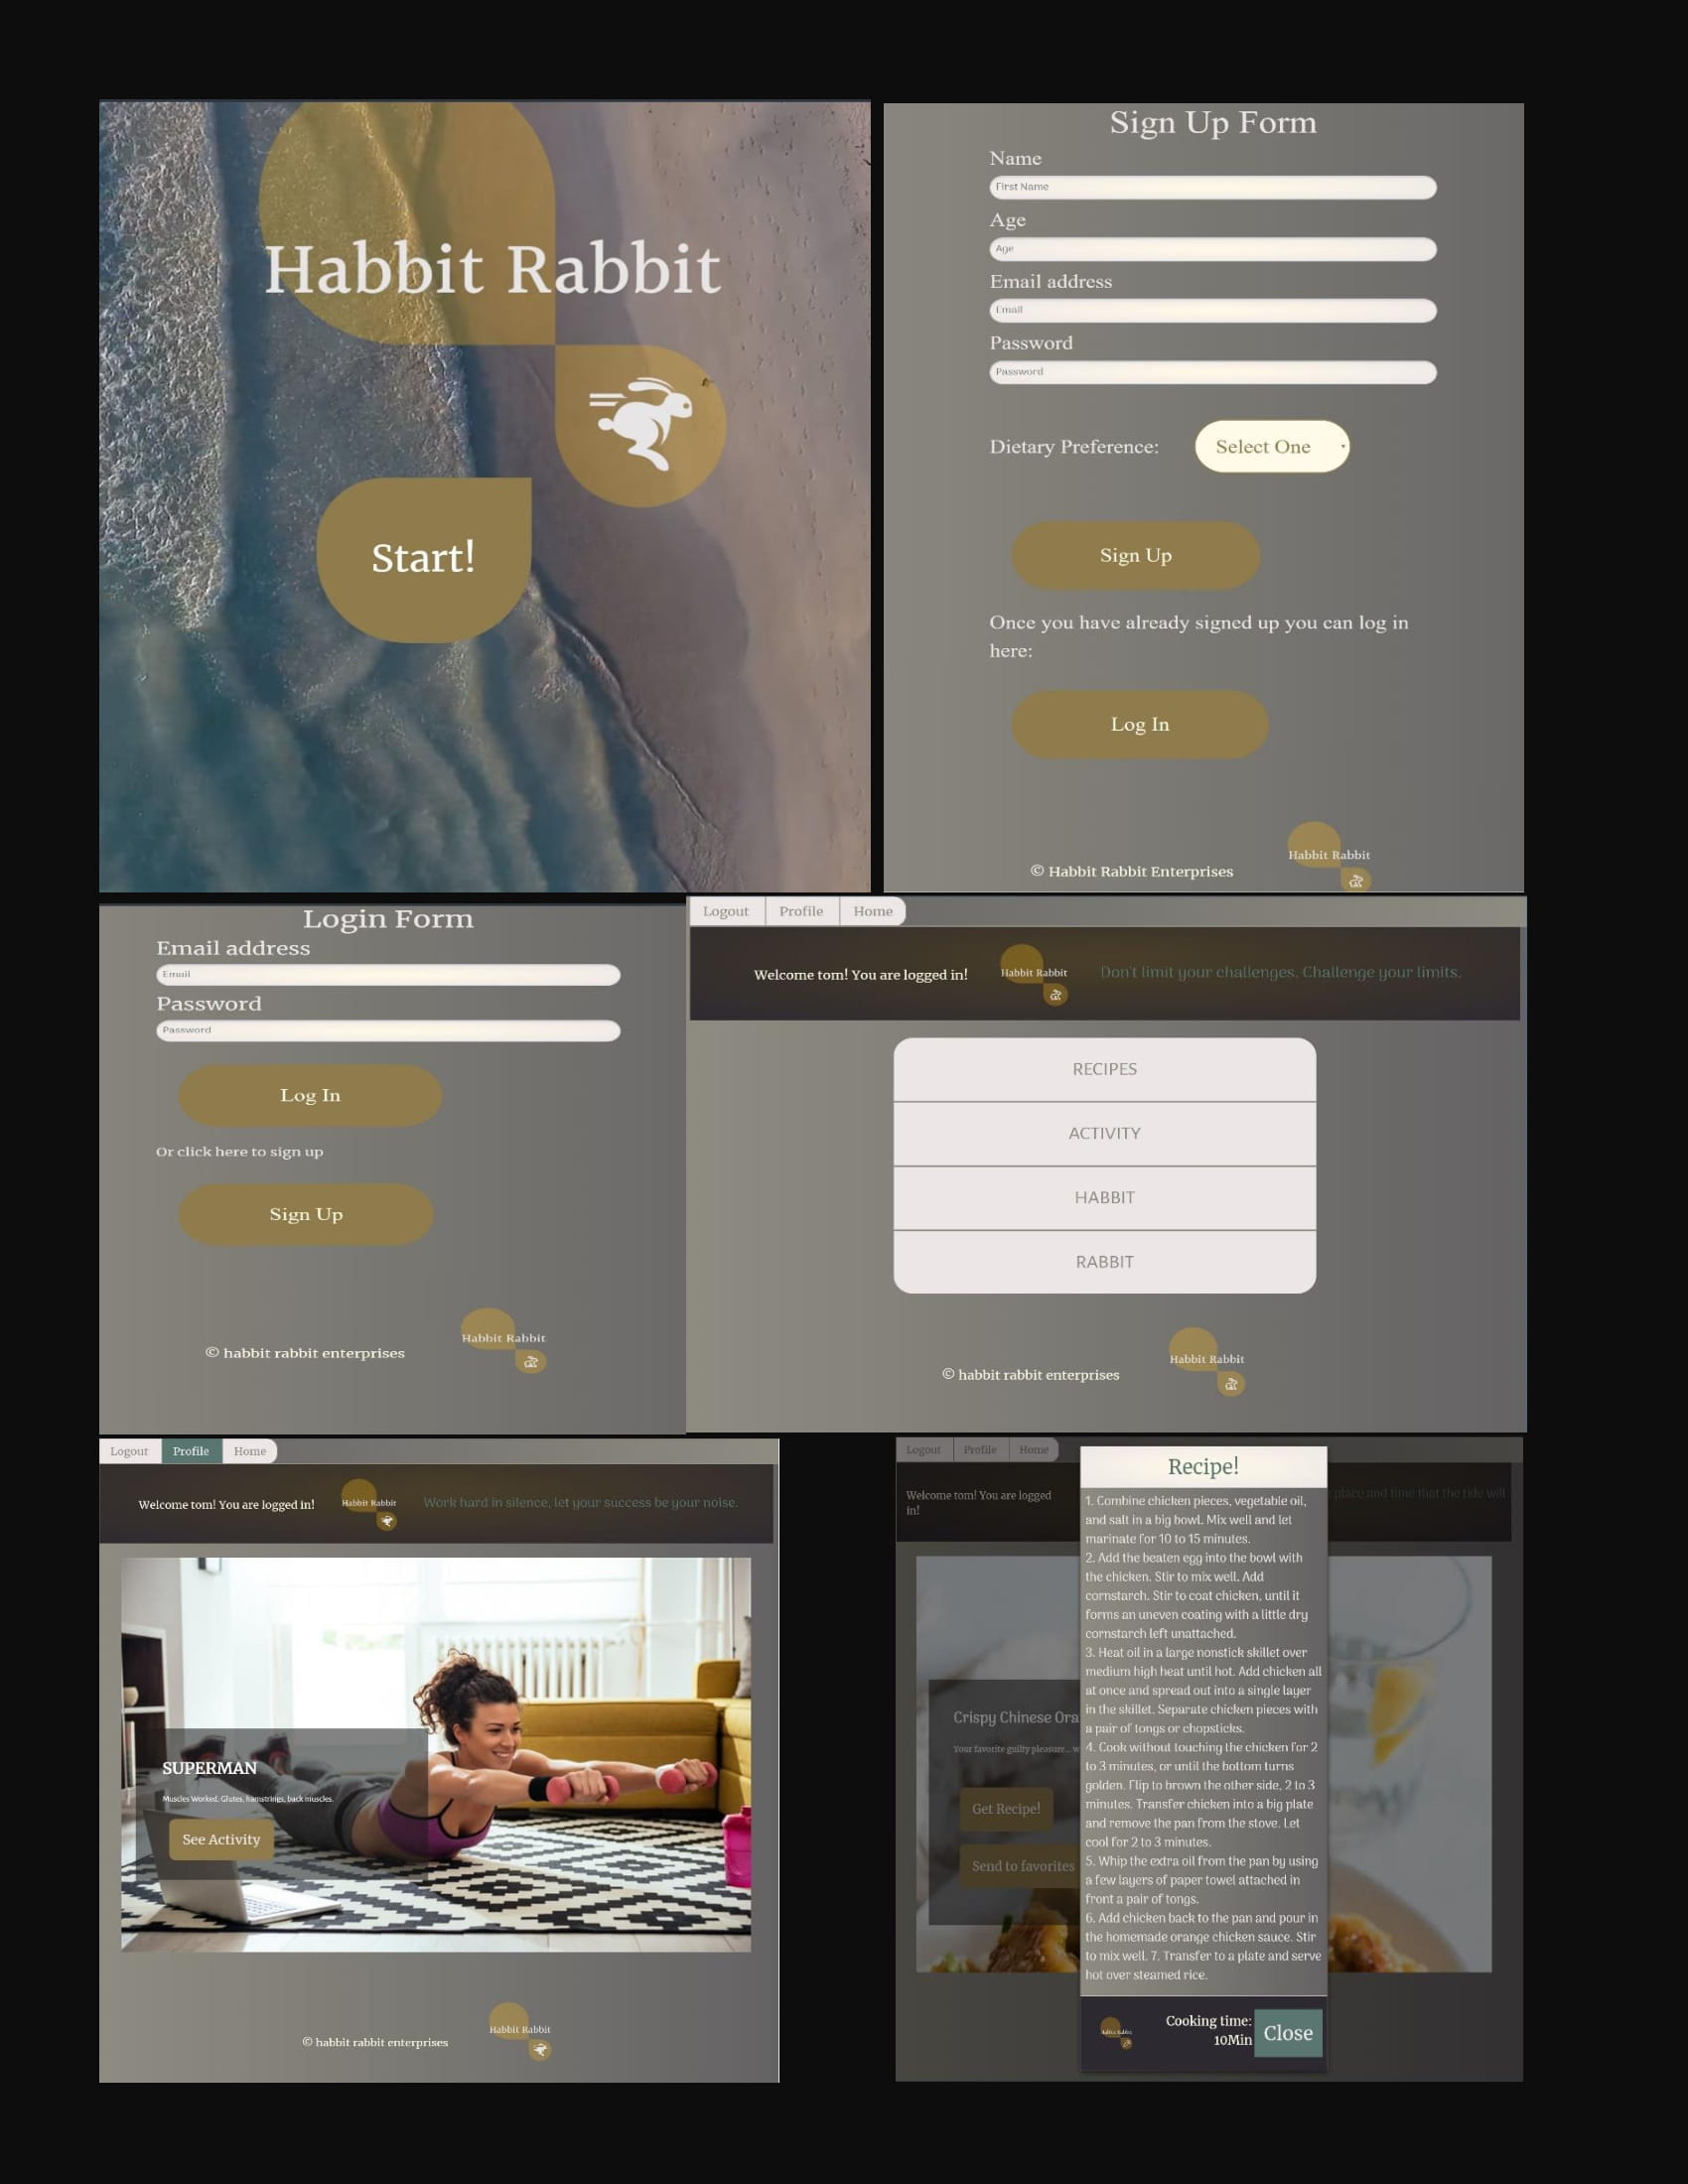 Habbit Rabbit
Start!
Sign Up Form
Name
First Name
Age
Age
Email address
Email
Password
Password
Dietary Preference:
Select One
Sign Up
Once you have already signed up you can log in
here:
Log In
© Habbit Rabbit Enterprises
Habbit Rabbit
Login Form
Email address
Email
Password
Password
Log In
Or click here to sign up
Sign Up
© habbit rabbit enterprises
Habbit Rabbit
Logout Profile Home
Welcome tom! You are logged in!
Habbit Rabbit
Don't limit your challenges. Challenge your limits.
RECIPES
ACTIVITY
HABBIT
RABBIT
© habbit rabbit enterprises
Habbit Rabbit
Logout Profile Home
Welcome tom! You are logged in!
Habbit Rabbit
Work hard in silence, let your success be your noise.
SUPERMAN
Muscles Worked. Glutes, hamstrings, back muscles.
See Activity
© habbit rabbit enterprises
Habbit Rabbit
Logout Profile Home
Welcome tom! You are logged
in!
place and time that the tide will
Crispy Chinese Ora
Your favorite guilty pleasure... w
Get Recipe!
Send to favorites
Recipe!
1. Combine chicken pieces, vegetable oil,
and salt in a big bowl. Mix well and let
marinate for 10 to 15 minutes.
2. Add the beaten egg into the bowl with
the chicken. Stir to mix well. Add
cornstarch. Stir to coat chicken, until it
forms an uneven coating with a little dry
cornstarch left unattached.
3. Heat oil in a large nonstick skillet over
medium high heat until hot. Add chicken all
at once and spread out into a single layer
in the skillet. Separate chicken pieces with
a pair of tongs or chopsticks.
4. Cook without touching the chicken for 2
to 3 minutes, or until the bottom turns
golden. Flip to brown the other side, 2 to 3
minutes. Transfer chicken into a big plate
and remove the pan from the stove. Let
cool for 2 to 3 minutes.
5. Whip the extra oil from the pan by using
a few layers of paper towel attached in
front a pair of tongs.
6. Add chicken back to the pan and pour in
the homemade orange chicken sauce. Stir
to mix well. 7. Transfer to a plate and serve
hot over steamed rice.
Habbit Rabbit
Cooking time:
10Min
Close